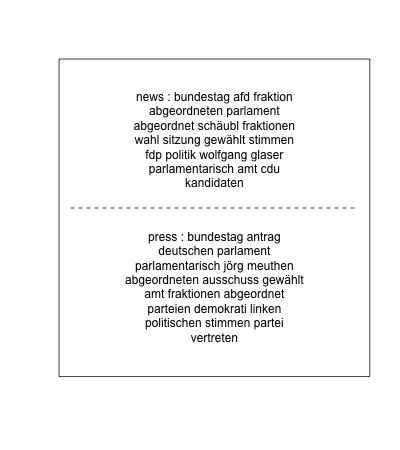 news : bundestag afd fraktion
abgeordneten parlament
abgeordnet schäubl fraktionen
wahl sitzung gewählt stimmen
fdp politik wolfgang glaser
parlamentarisch amt cdu
kandidaten
press : bundestag antrag
deutschen parlament
parlamentarisch jörg meuthen
abgeordneten ausschuss gewählt
amt fraktionen abgeordnet
parteien demokrati linken
politischen stimmen partei
vertreten